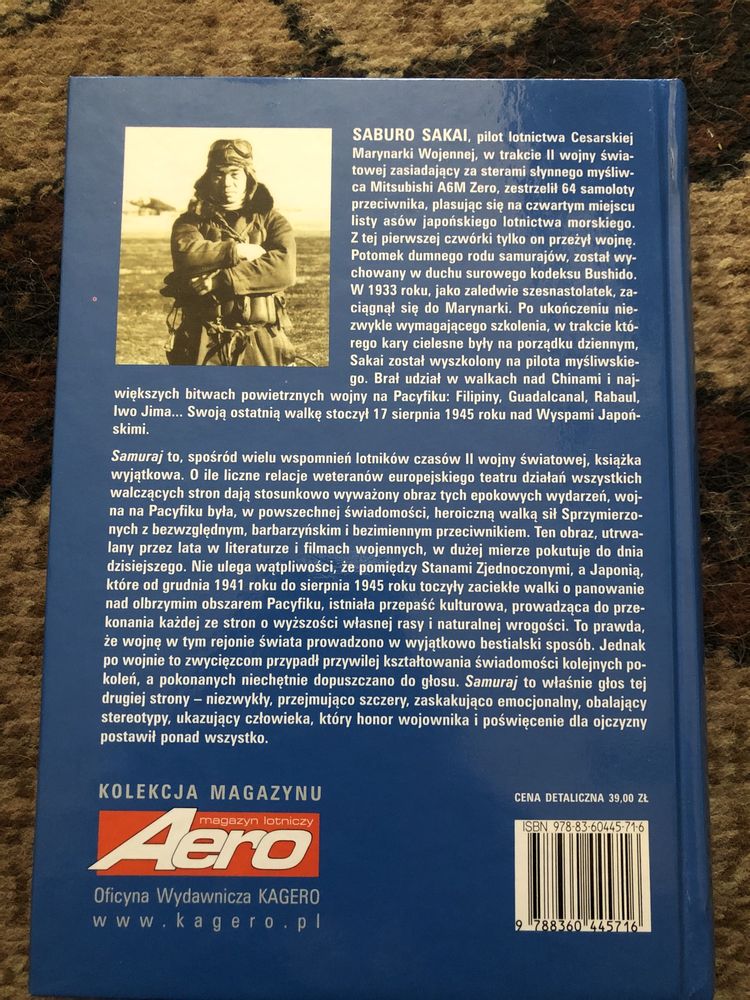 SABURO SAKAI, pilot lotnictwa Cesarskiej
Marynarki Wojennej, w trakcie II wojny świa-
towej zasiadający za sterami słynnego myśliw-
ca Mitsubishi A6M Zero, zestrzelił 64 samoloty
przeciwnika, plasując się na czwartym miejscu
listy asów japońskiego lotnictwa morskiego.
Z tej pierwszej czwórki tylko on przeżył wojnę.
Potomek dumnego rodu samurajów, został wy-
chowany w duchu surowego kodeksu Bushido.
W 1933 roku, jako zaledwie szesnastolatek, za-
ciągnął się do Marynarki. Po ukończeniu nie-
zwykle wymagającego szkolenia, w trakcie któ-
rego kary cielesne były na porządku dziennym,
Sakai został wyszkolony na pilota myśliwskie-
go. Brał udział w walkach nad Chinami i naj-
większych bitwach powietrznych wojny na Pacyfiku: Filipiny, Guadalcanal, Rabaul,
Iwo Jima... Swoją ostatnią walkę stoczył 17 sierpnia 1945 roku nad Wyspami Japoń-
skimi.
Samuraj to, spośród wielu wspomnień lotników czasów II wojny światowej, książka
wyjątkowa. O ile liczne relacje weteranów europejskiego teatru działań wszystkich
walczących stron dają stosunkowo wyważony obraz tych epokowych wydarzeń, woj-
na na Pacyfiku była, w powszechnej świadomości, heroiczną walką sił Sprzymierzo-
nych z bezwzględnym, barbarzyńskim i bezimiennym przeciwnikiem. Ten obraz, utrwa-
lany przez lata w literaturze i filmach wojennych, w dużej mierze pokutuje do dnia
dzisiejszego. Nie ulega wątpliwości, że pomiędzy Stanami Zjednoczonymi, a Japonią,
które od grudnia 1941 roku do sierpnia 1945 roku toczyły zaciekłe walki o panowanie
nad olbrzymim obszarem Pacyfiku, istniała przepaść kulturowa, prowadząca do prze-
konania każdej ze stron o wyższości własnej rasy i naturalnej wrogości. To prawda,
że wojnę w tym rejonie świata prowadzono w wyjątkowo bestialski sposób. Jednak
po wojnie to zwycięzcom przypadł przywilej kształtowania świadomości kolejnych po-
koleń, a pokonanych niechętnie dopuszczano do głosu. Samuraj to właśnie głos tej
drugiej strony – niezwykły, przejmująco szczery, zaskakująco emocjonalny, obalający
stereotypy, ukazujący człowieka, który honor wojownika i poświęcenie dla ojczyzny
postawił ponad wszystko.
KOLEKCJA MAGAZYNU
magazyn lotniczy
Aero
Oficyna Wydawnicza KAGERO
www.kagero.pl
CENA DETALICZNA 39,00 ZŁ
ISBN 978-83-60445-71-6
9 788360 445716